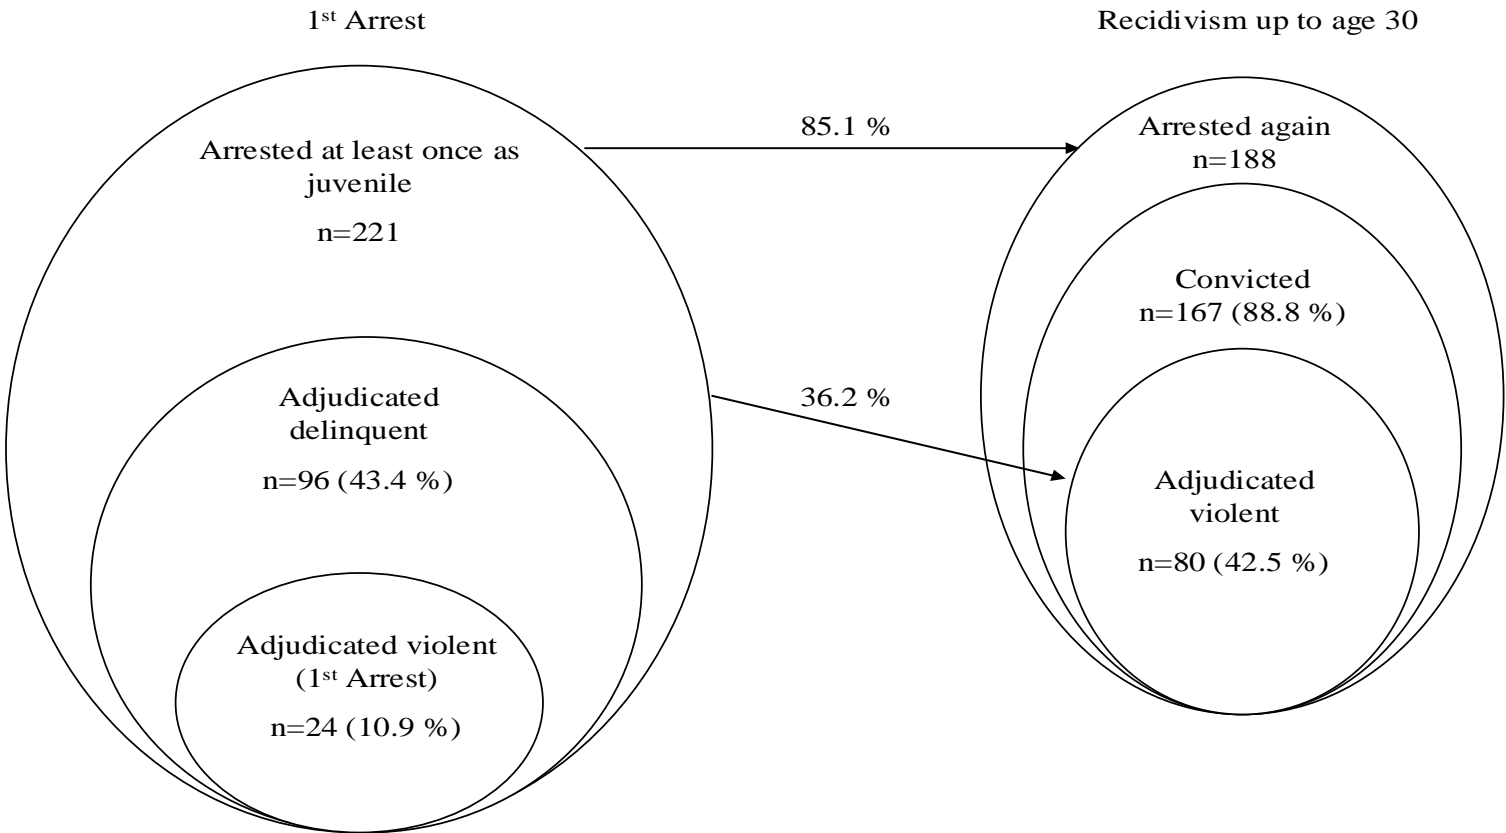 1st Arrest
Recidivism up to age 30
Arrested at least once as
juvenile
n=221
85.1 %
Arrested again
n=188
Convicted
n=167 (88.8 %)
Adjudicated
delinquent
n=96 (43.4 %)
36.2 %
Adjudicated
violent
n=80 (42.5 %)
Adjudicated violent
(1st Arrest)
n=24 (10.9 %)